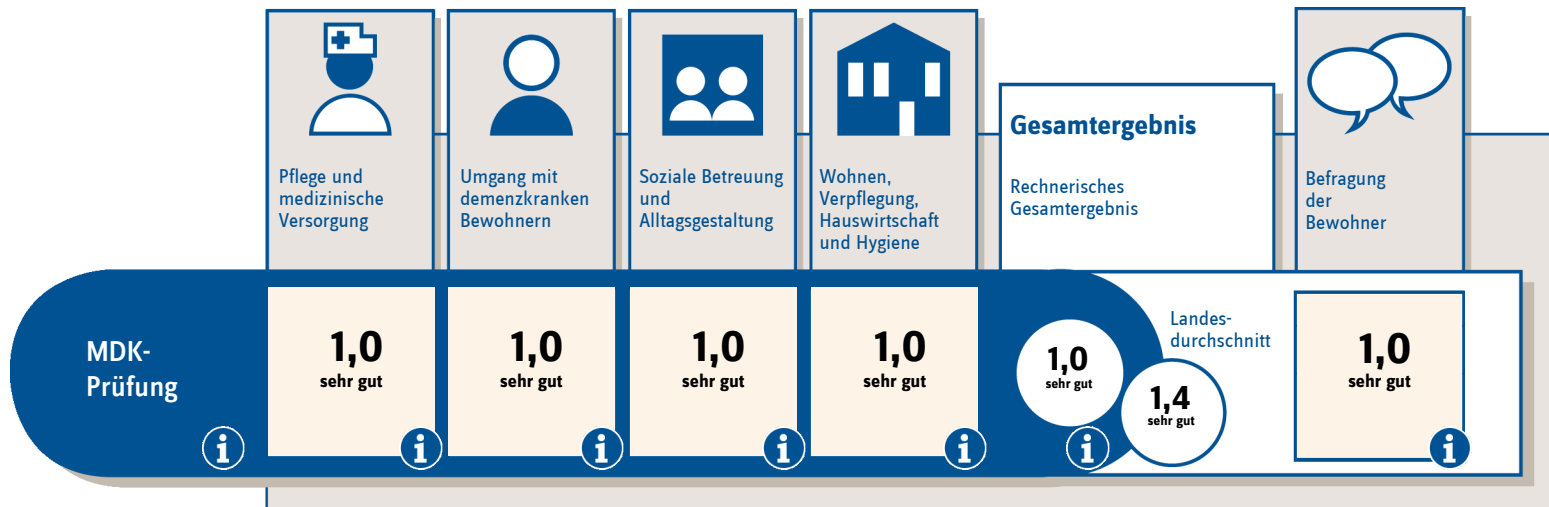 Pflege und
medizinische
Versorgung
Umgang mit
demenzkranken
Bewohnern
Soziale Betreuung
und
Alltagsgestaltung
Wohnen,
Verpflegung,
Hauswirtschaft
und Hygiene
Gesamtergebnis
Rechnerisches
Gesamtergebnis
Befragung
der
Bewohner
MDK-
Prüfung
i
1,0
sehr gut
i
1,0
sehr gut
i
1,0
sehr gut
i
1,0
sehr gut
i
1,0
sehr gut
i
Landes-
durchschnitt
1,4
sehr gut
1,0
sehr gut
i